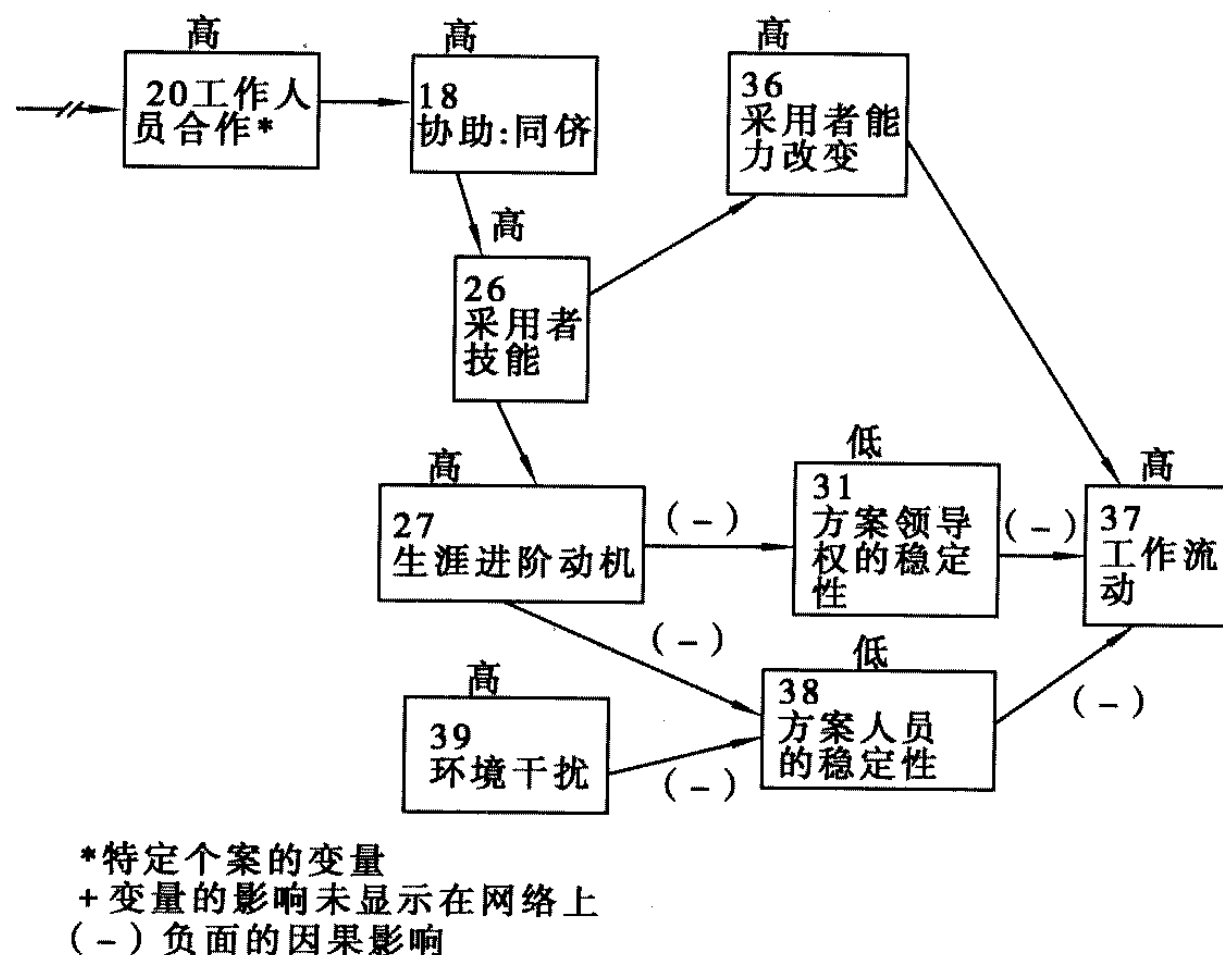 高
20工作人
员合作*
高
18
协助:同侪
高
36
采用者能
力改变
高
26
采用者
技能
高
27
生涯进阶动机
(-)
低
31
方案领导
权的稳定
性
(-)
高
37
工作流
动
(-)
高
39
环境干扰
(-)
低
38
方案人员
的稳定性
(-)
*特定个案的变量
+变量的影响未显示在网络上
(-)负面的因果影响